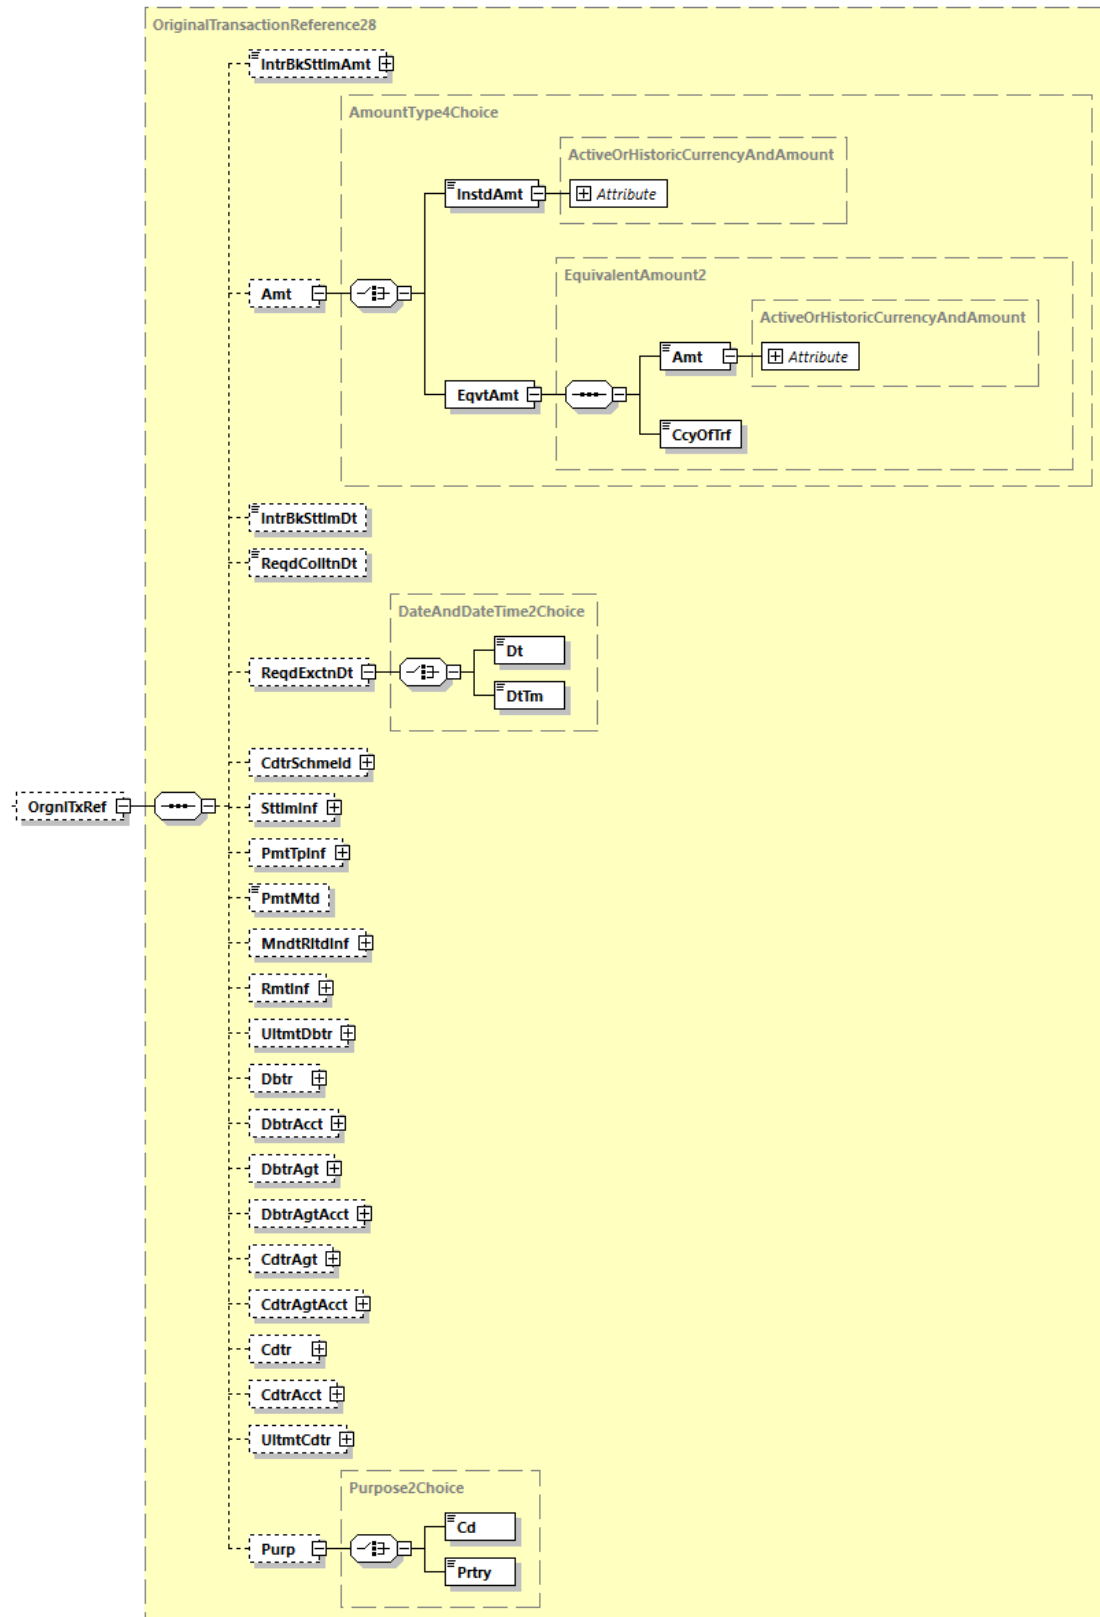 OriginalTransactionReference28
IntrBkSttlmAmt
AmountType4Choice
ActiveOrHistoricCurrencyAndAmount
InstdAmt
Attribute
EquivalentAmount2
Amt
ActiveOrHistoricCurrencyAndAmount
Amt
Attribute
EqvtAmt
CcyOfTrf
IntrBkSttlmDt
ReqdColltnDt
DateAndDateTime2Choice
Dt
ReqdExctnDt
DtTm
CdtrSchmeId
OrgnlTxRef
SttlmInf
PmtTpInf
PmtMtd
MndtRltdInf
RmtInf
UltmtDbtr
Dbtr
DbtrAcct
DbtrAgt
DbtrAgtAcct
CdtrAgt
CdtrAgtAcct
Cdtr
CdtrAcct
UltmtCdtr
Purpose2Choice
Cd
Purp
Prtry